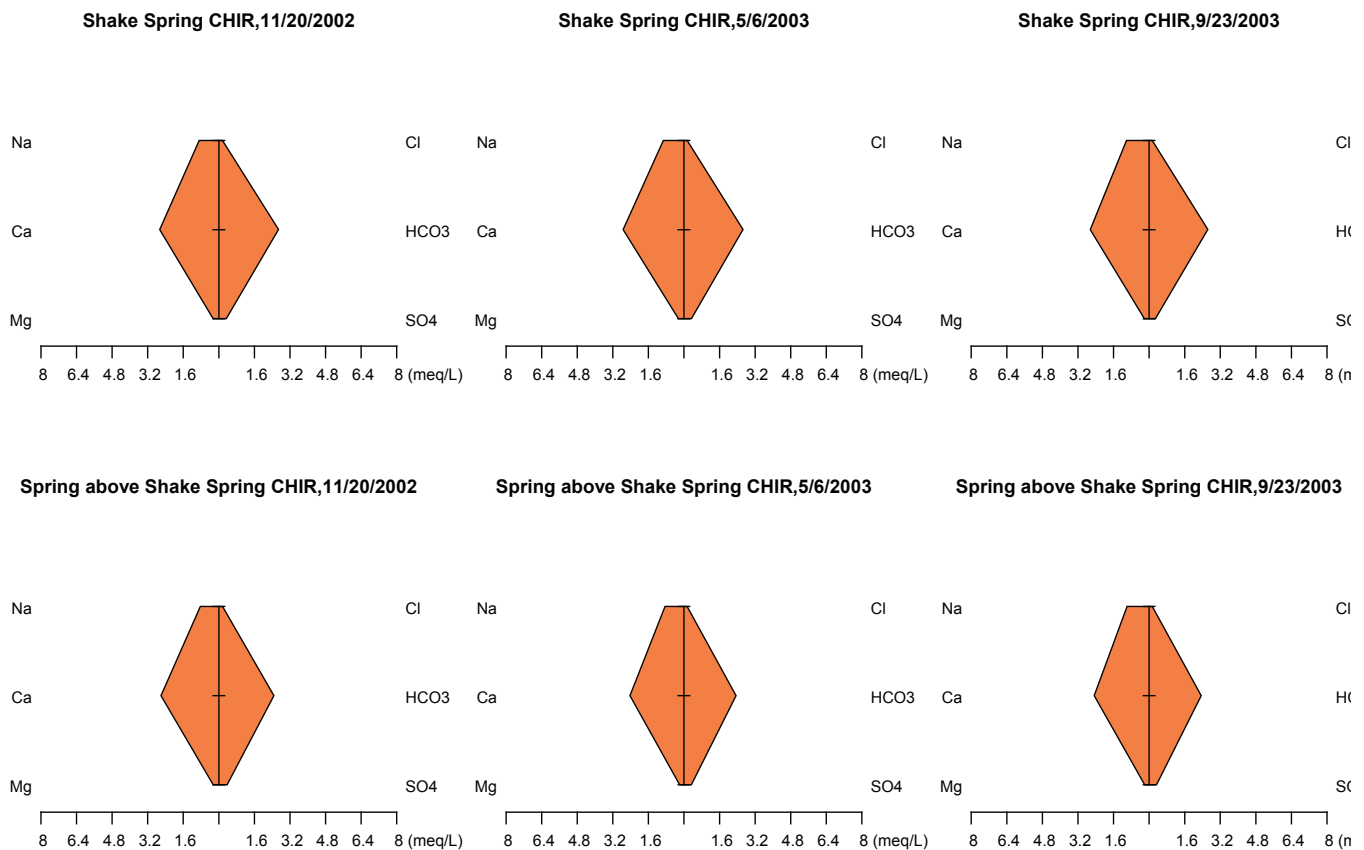 Shake Spring CHIR,11/20/2002
Shake Spring CHIR,5/6/2003
Shake Spring CHIR,9/23/2003
Na Cl Na Cl Na Cl
Ca HCO3 Ca HCO3 Ca HC
Mg SO4 Mg SO4 Mg SO
8 6.4 4.8 3.2 1.6 1.6 3.2 4.8 6.4 8 (meq/L)
8 6.4 4.8 3.2 1.6 1.6 3.2 4.8 6.4 8 (meq/L)
8 6.4 4.8 3.2 1.6 1.6 3.2 4.8 6.4 8 (m
Spring above Shake Spring CHIR,11/20/2002
Spring above Shake Spring CHIR,5/6/2003
Spring above Shake Spring CHIR,9/23/2003
Na Cl Na Cl Na Cl
Ca HCO3 Ca HCO3 Ca HC
Mg SO4 Mg SO4 Mg SO
8 6.4 4.8 3.2 1.6 1.6 3.2 4.8 6.4 8 (meq/L)
8 6.4 4.8 3.2 1.6 1.6 3.2 4.8 6.4 8 (meq/L)
8 6.4 4.8 3.2 1.6 1.6 3.2 4.8 6.4 8 (m